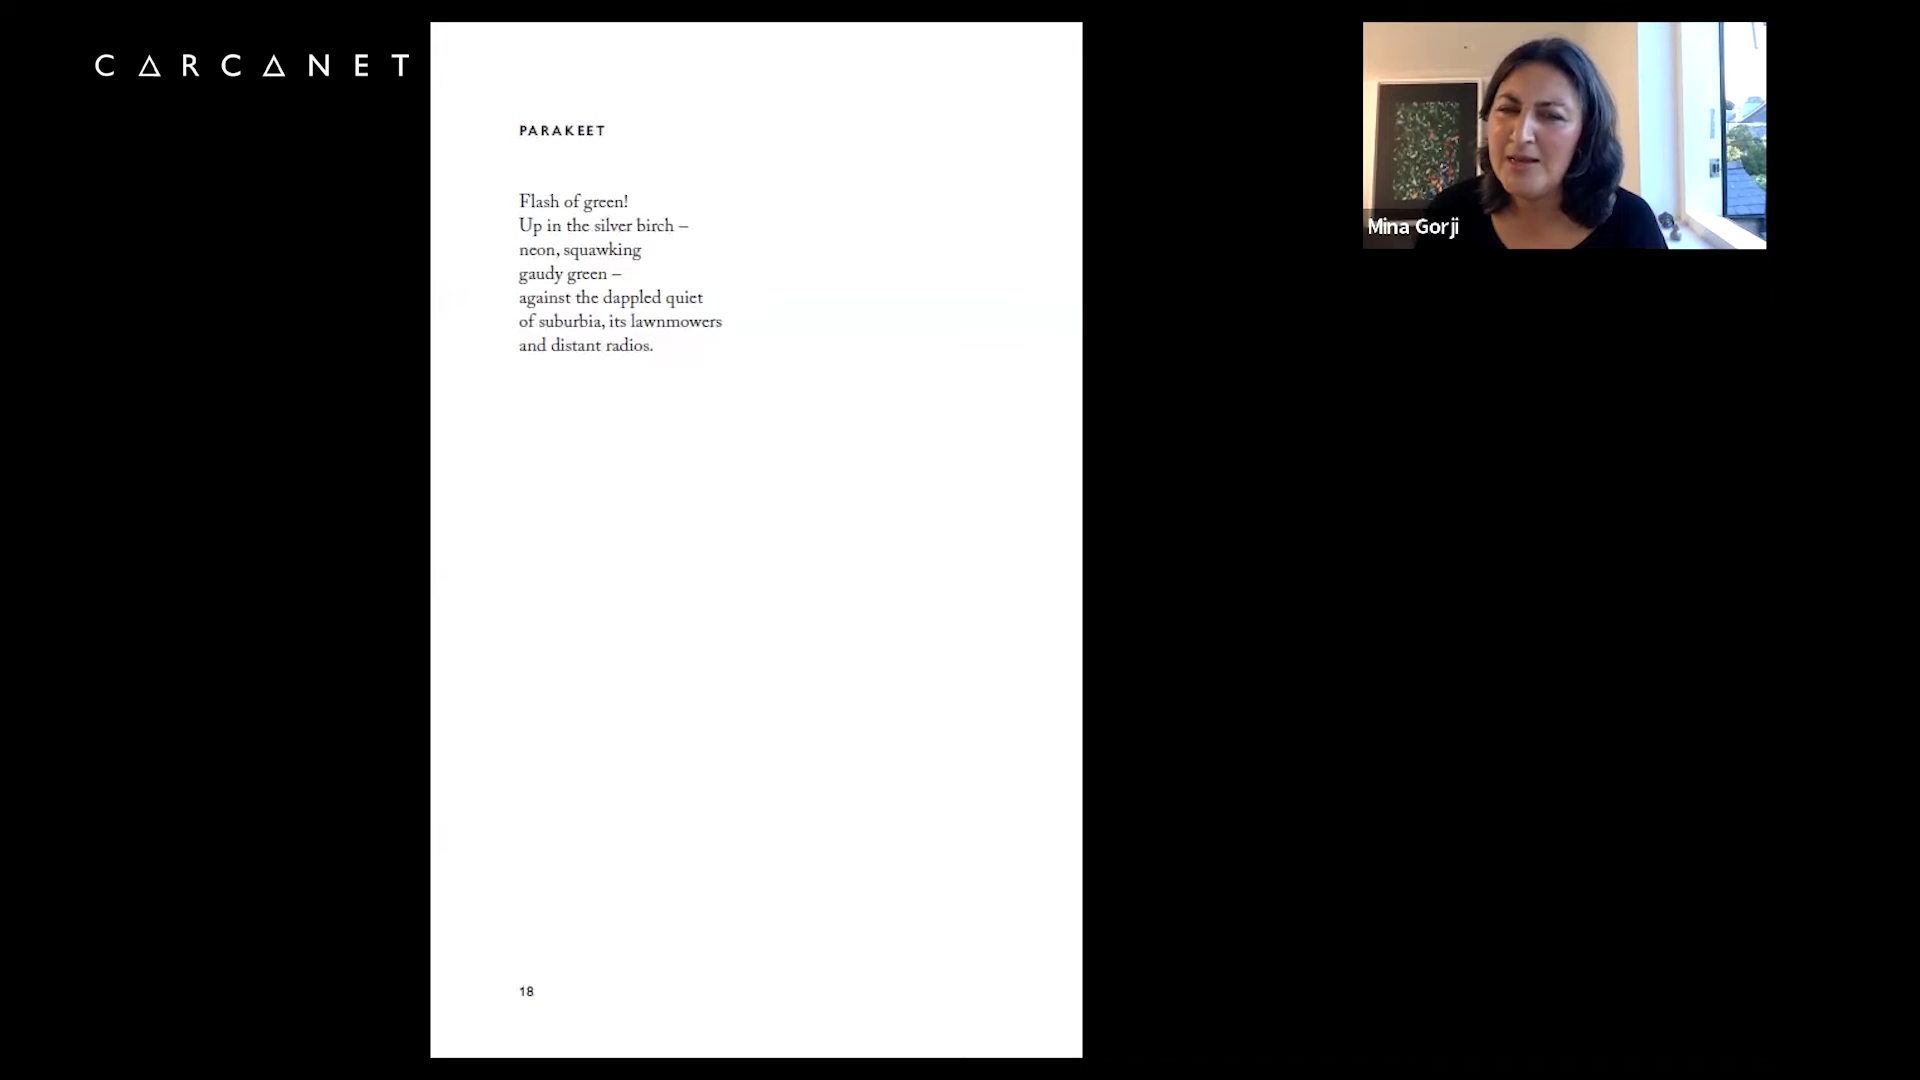 CARCANET
PARAKEET
Flash of green!
Up in the silver birch –
neon, squawking
gaudy green –
against the dappled quiet
of suburbia, its lawnmowers
and distant radios.
18
Mina Gorji